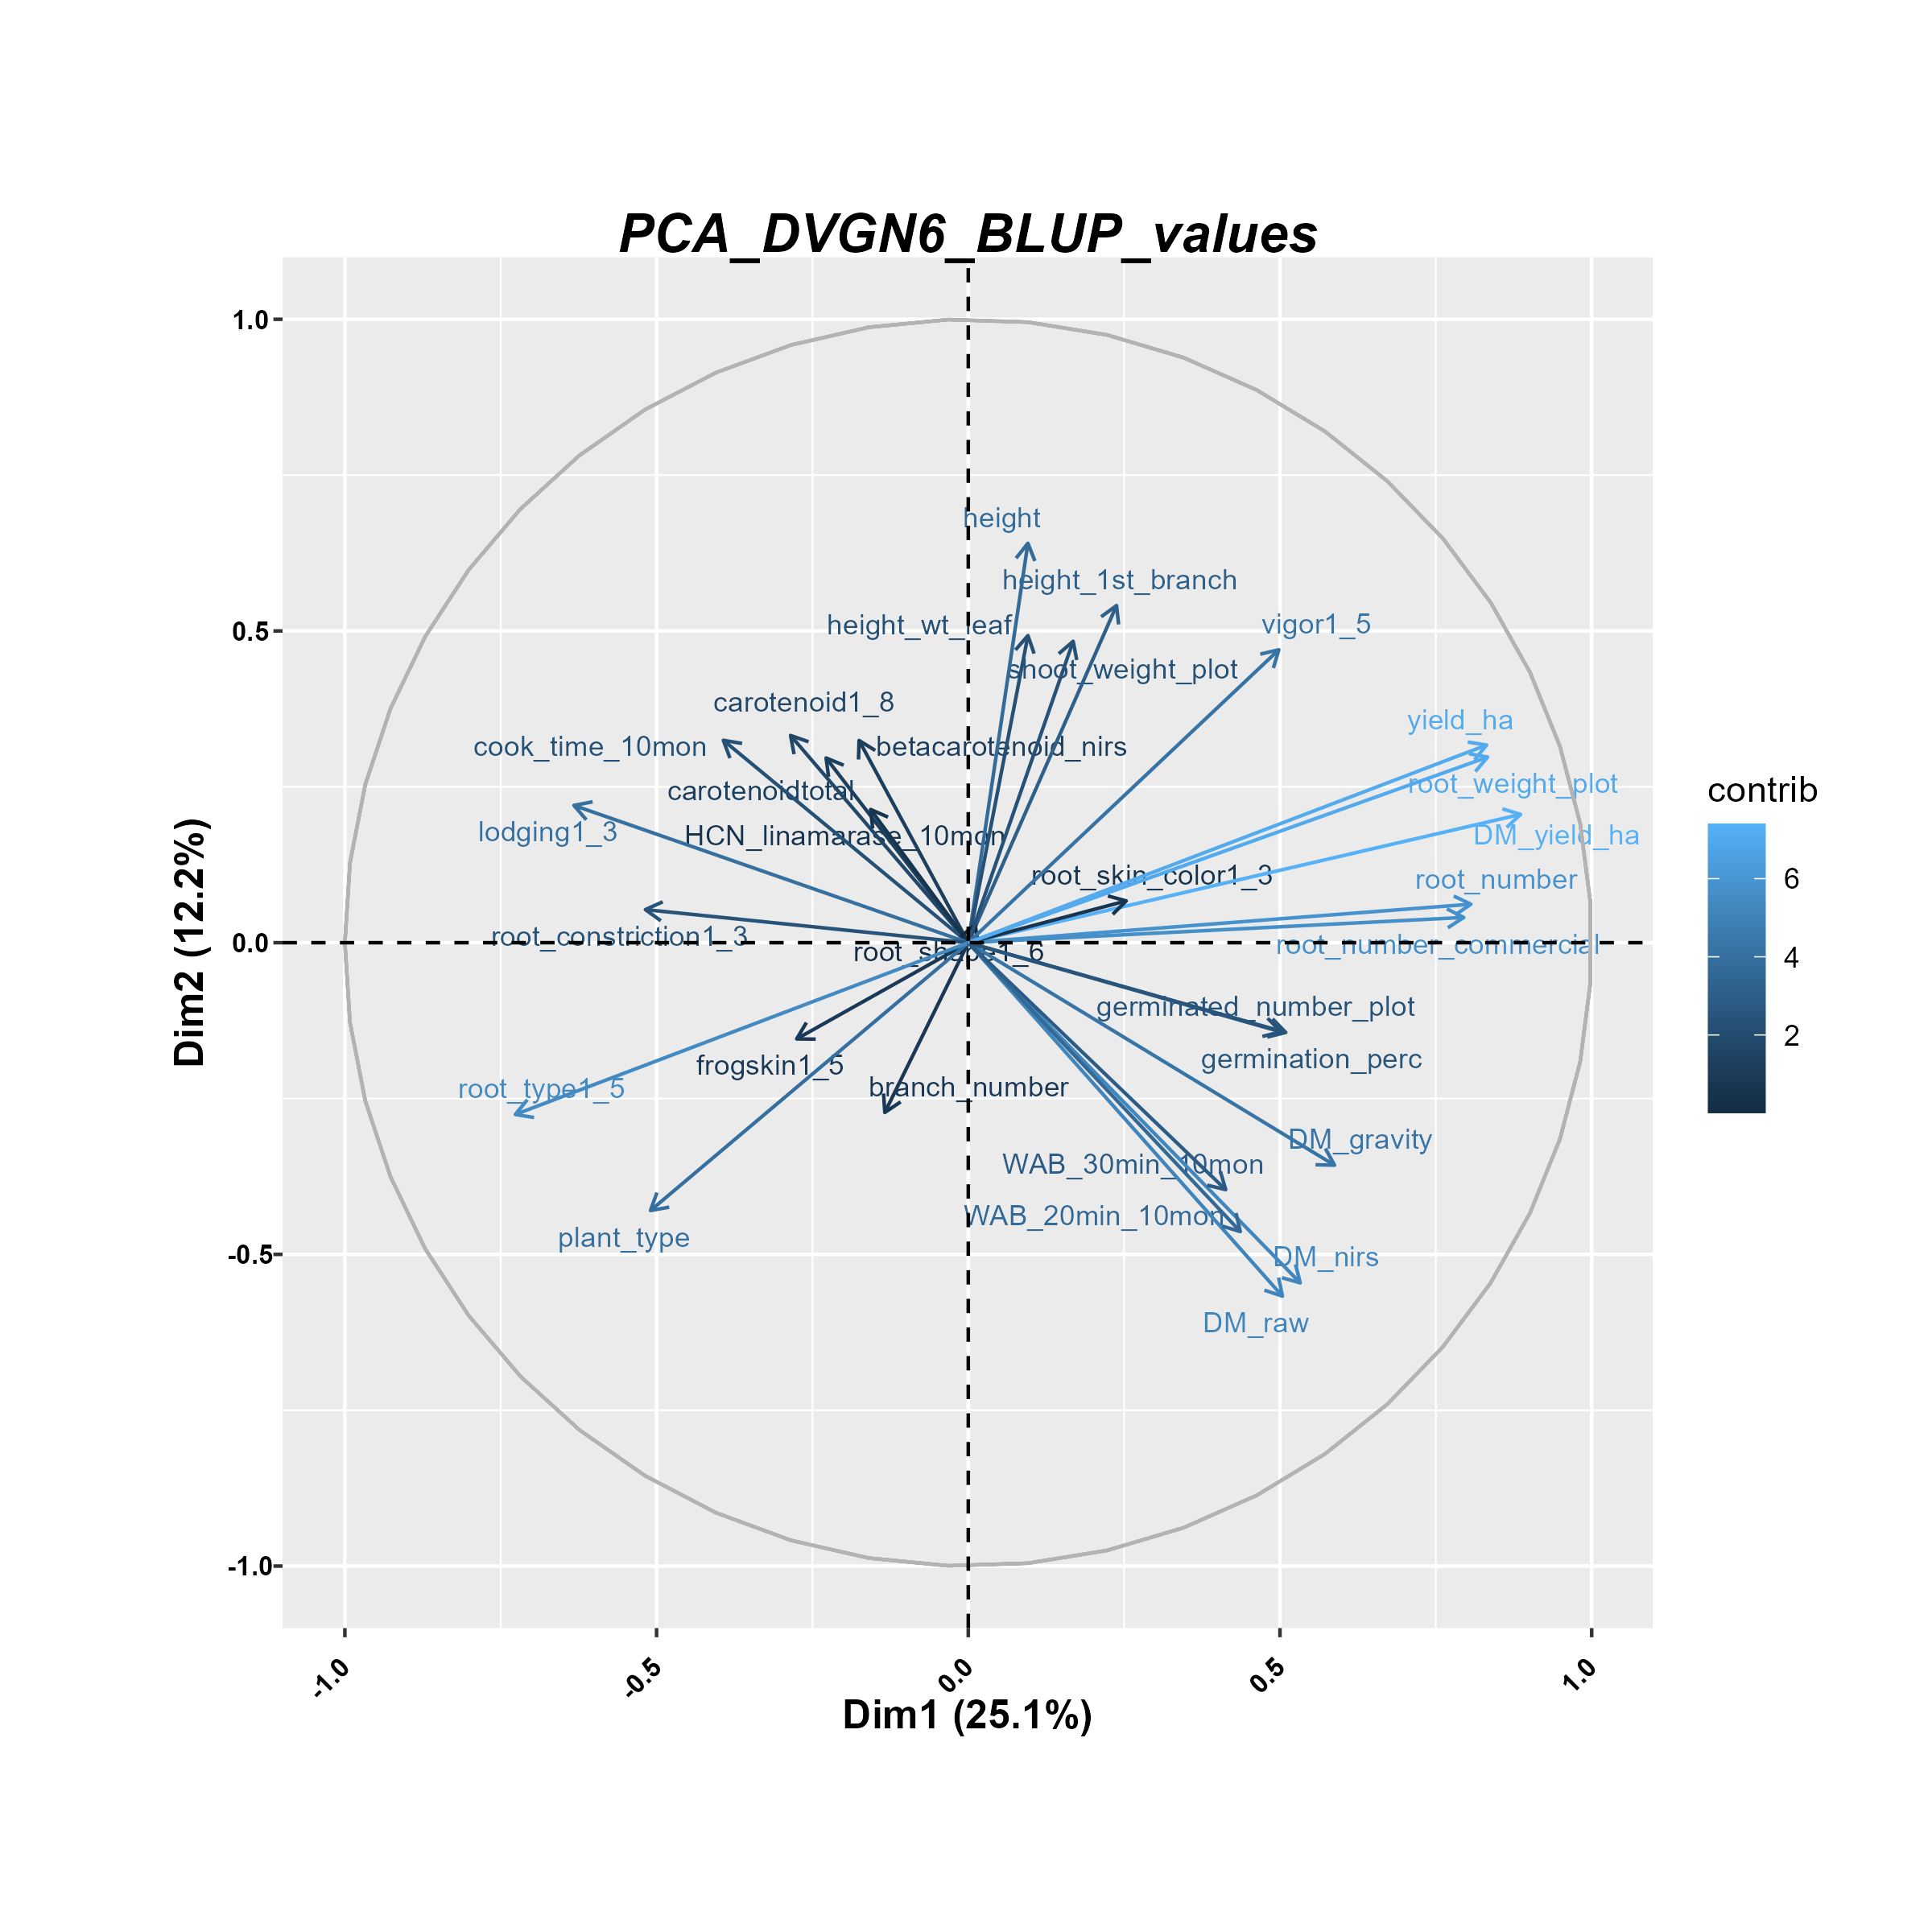 PCA_DVGN6_BLUP_values
1.0
0.5
0.0
-0.5
-1.0
Dim2 (12.2%)
height
height_1st_branch
height_wt_leaf
vigor1_5
shoot_weight_plot
carotenoid1_8
yield_ha
cook_time_10mon
betacarotenoid_nirs
root_weight_plot
carotenoidtotal
lodging1_3
HCN_linamarase_10mon
DM_yield_ha
root_skin_color1_3
root_number
root_constriction1_3
root_shape1_6
root_number_commercial
germinated_number_plot
germination_perc
frogskin1_5
root_type1_5
branch_number
DM_gravity
WAB_30min_10mon
WAB_20min_10mon
plant_type
DM_nirs
DM_raw
-1.0
-0.5
0.0
0.5
1.0
Dim1 (25.1%)
contrib
6
4
2